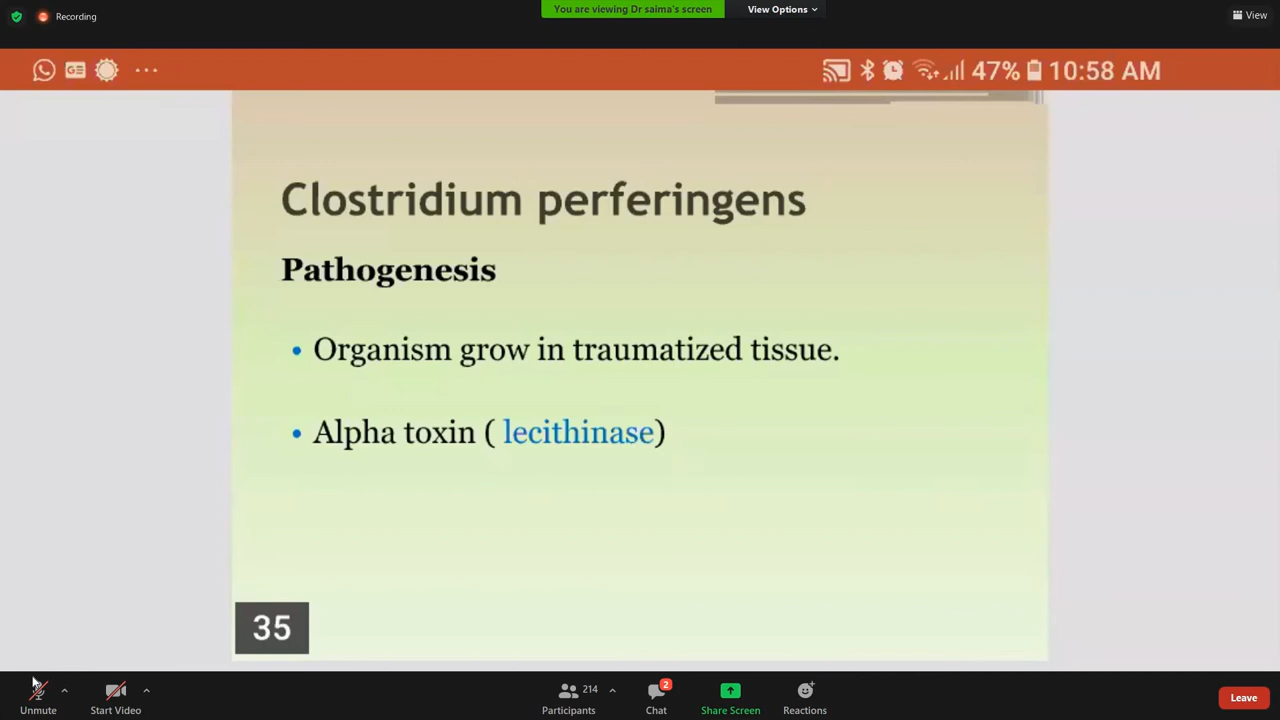 Recording
You are viewing Dr saima's screen
View Options
View
GE
47% 10:58 AM
Clostridium perferingens
Pathogenesis
• Organism grow in traumatized tissue.
• Alpha toxin ( lecithinase)
35
Unmute
Start Video
214
Participants
2
Chat
Share Screen
Reactions
Leave